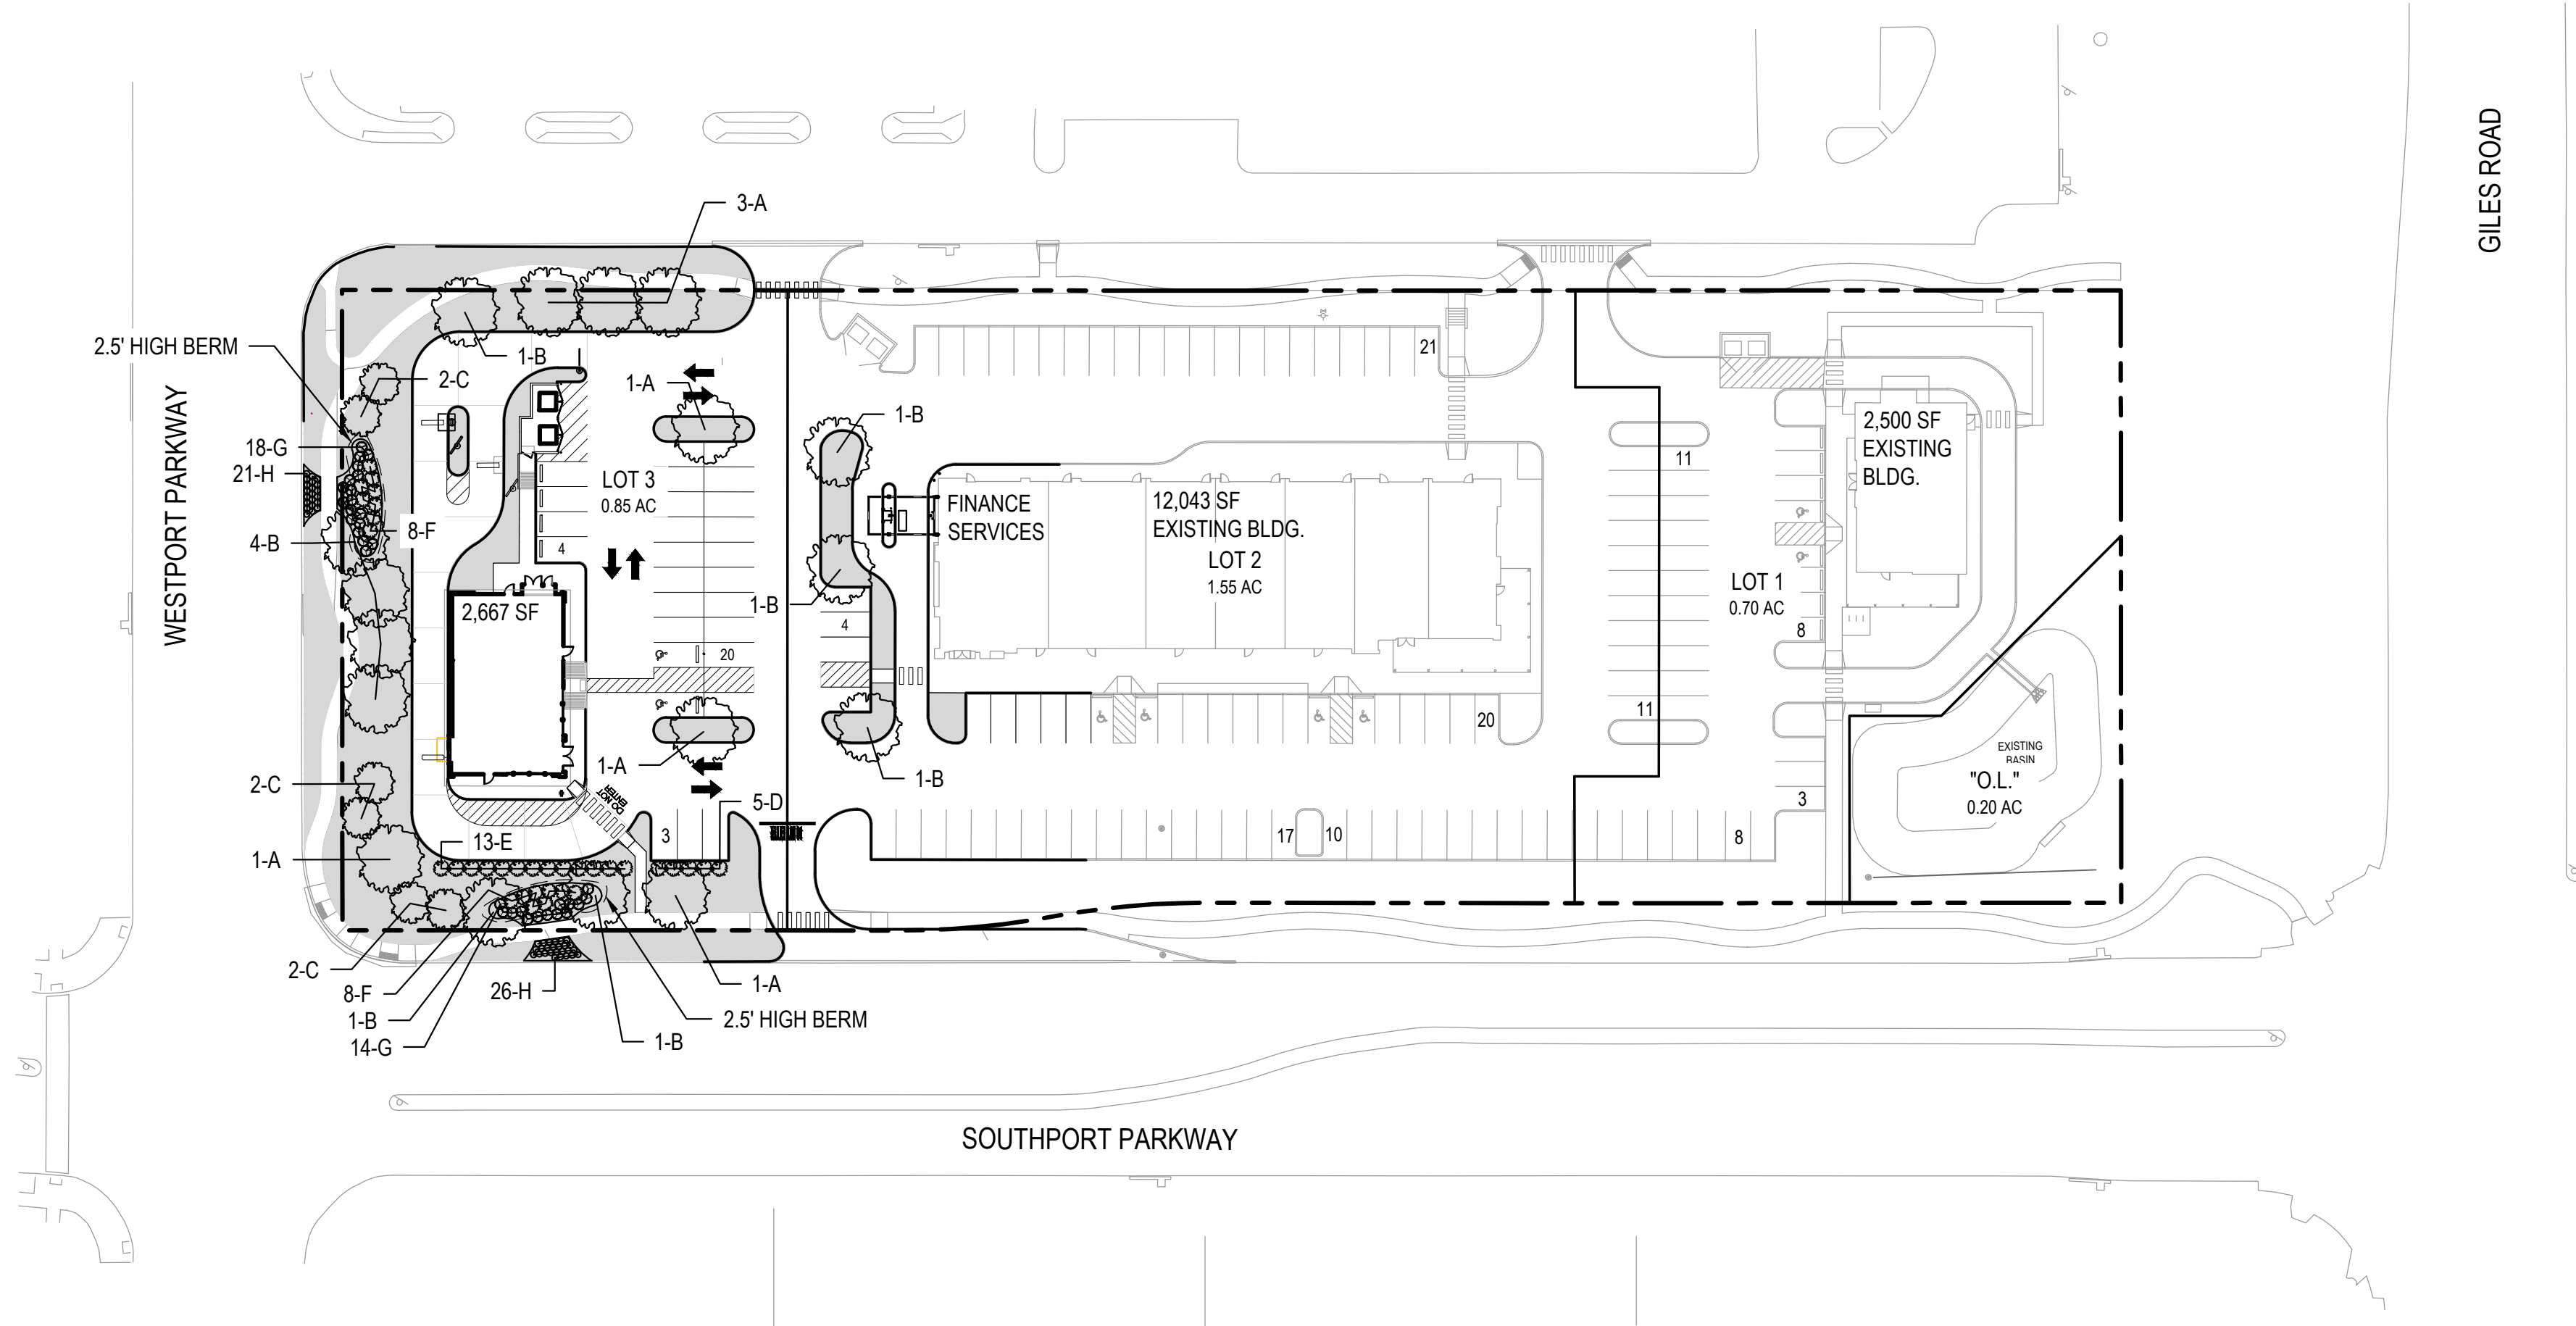 GILES ROAD
3-A
2.5' HIGH BERM
1-B
2-C
1-A
1-B
21
WESTPORT PARKWAY
18-G
21-H
8-F
4-B
LOT 3
0.85 AC
4
FINANCE
SERVICES
12,043 SF
EXISTING BLDG.
LOT 2
1.55 AC
11
2,500 SF
EXISTING
BLDG.
LOT 1
0.70 AC
8
2,667 SF
1-B
4
20
20
11
1-A
1-B
2-C
5-D
DO NOT
ENTER
EXISTING
BASIN
"O.L."
0.20 AC
3
13-E
3
17
10
8
1-A
2-C
8-F
1-B
14-G
26-H
1-A
2.5' HIGH BERM
1-B
SOUTHPORT PARKWAY